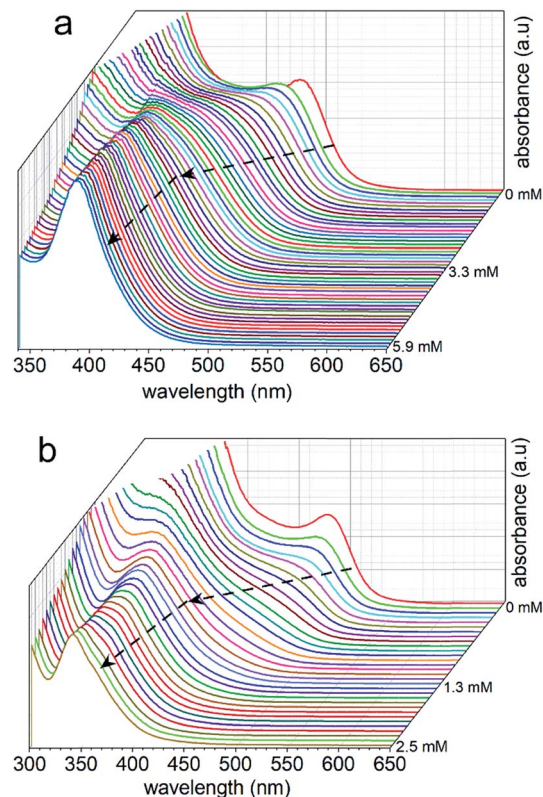 a
absorbance (a.u)
0 mM
3.3 mM
5.9 mM
350 400 450 500 550 600 650
wavelength (nm)
b
absorbance (a.u)
0 mM
1.3 mM
2.5 mM
300 350 400 450 500 550 600 650
wavelength (nm)